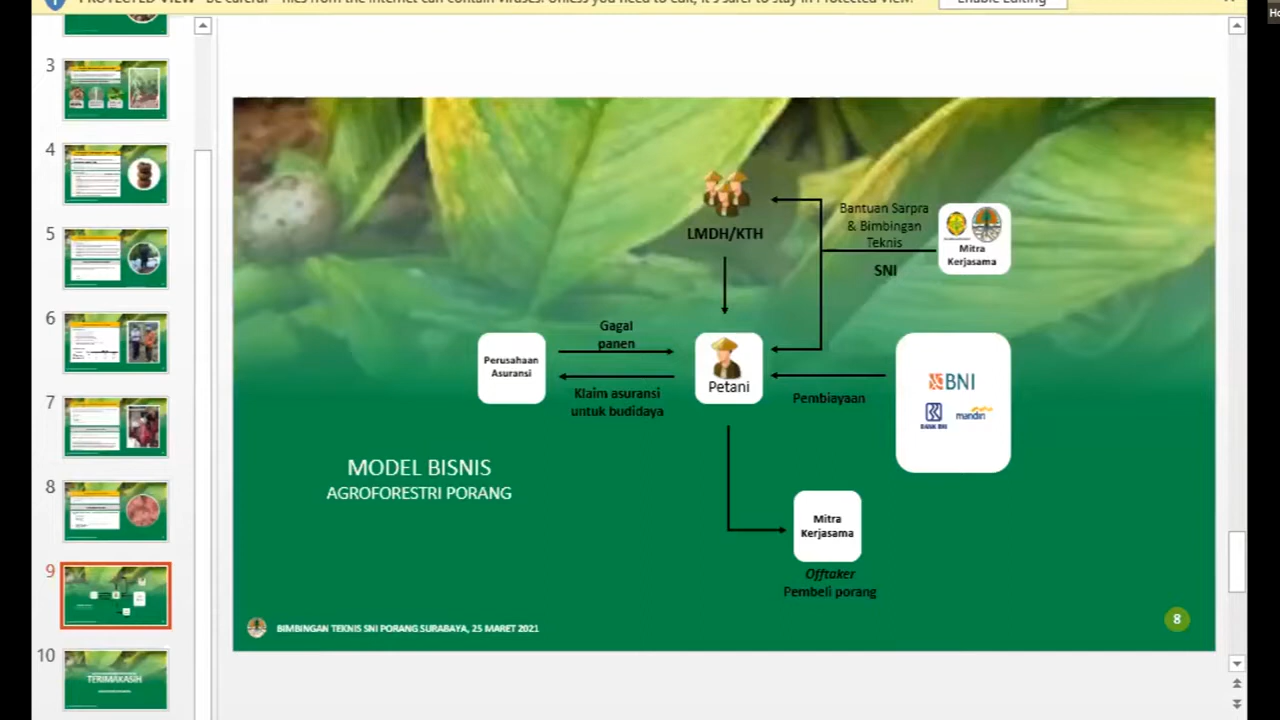 PROTECTED VIEW Be careful - files from the Internet can contain viruses. Unless you need to edit, it's safer to stay in Protected View.
Enable Editing
3
4
5
6
7
8
9
10
TERIMAKASIH
LMDH/KTH
Bantuan Sarpra
& Bimbingan
Teknis
SNI
Mitra
Kerjasama
Gagal
panen
Perusahaan
Asuransi
Petani
Klaim asuransi
untuk budidaya
Pembiayaan
BNI
BANK BRI
mandiri
MODEL BISNIS
AGROFORESTRI PORANG
Mitra
Kerjasama
Offtaker
Pembeli porang
BIMBINGAN TEKNIS SNI PORANG SURABAYA, 25 MARET 2021
8